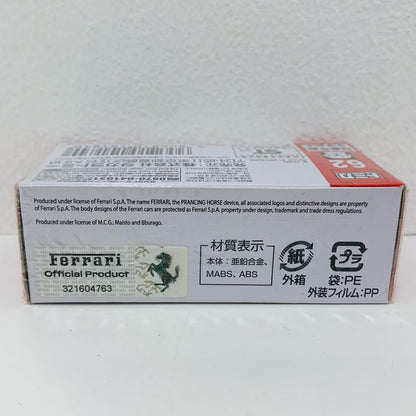 Produced under license of Ferrari S.p.A. The name FERRARI, the PRANCING HORSE device, all associated logos and distinctive designs are property
of Ferrari S.p.A. The body designs of the Ferrari cars are protected as Ferrari S.p.A. property under design, trademark and trade dress regulations.
Produced under license of M.C.G.; Maisto and Bburago.
Ferrari
Official Product
321604763
材質表示
本体：亜鉛合金、
MABS、ABS
紙
外箱
プラ
袋：PE
外装フィルム：PP